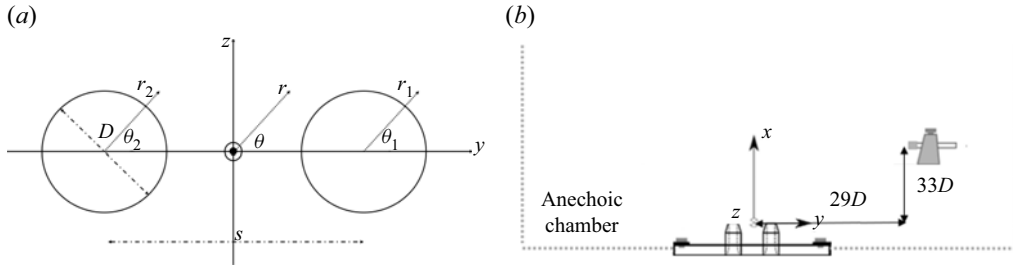 (a)
(b)
z
r₂
r
r₁
D
θ₂
θ
θ₁
y
s
x
Anechoic
chamber
z
y
29D
33D